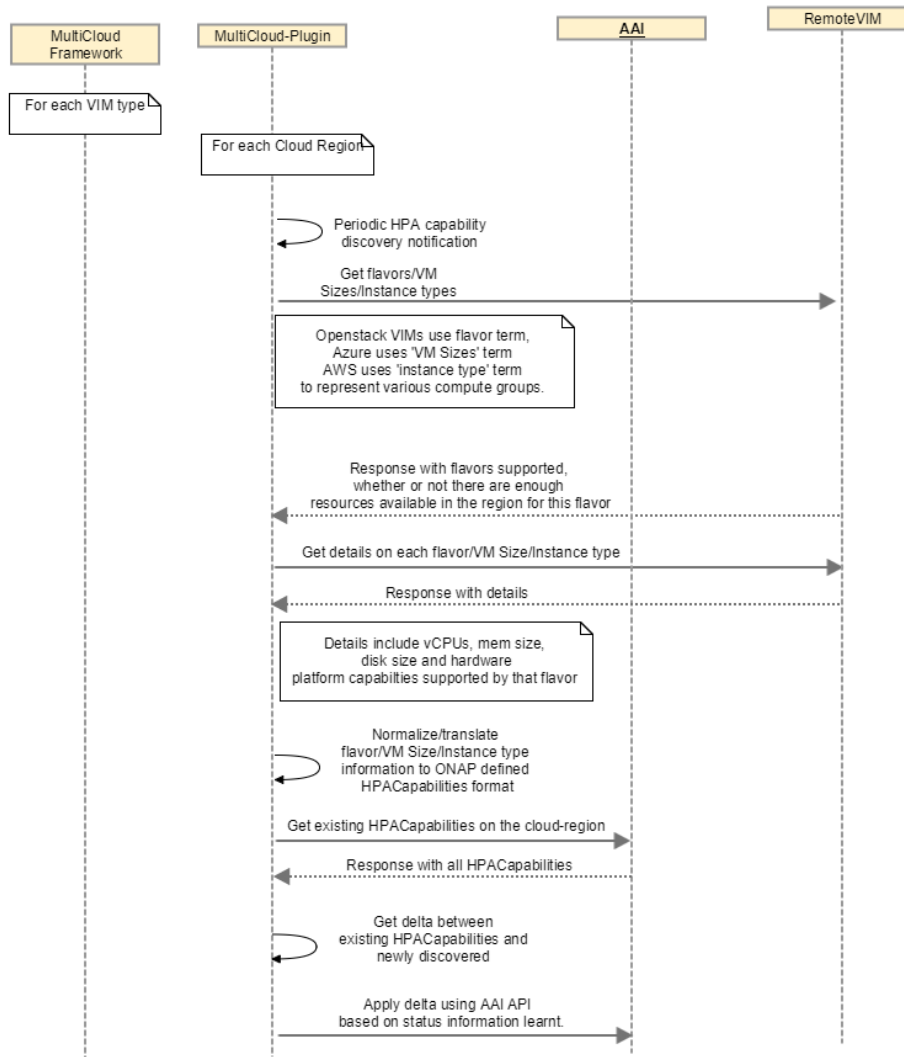 MultiCloud
Framework
MultiCloud-Plugin
AAI
RemoteVIM
For each VIM type
For each Cloud Region
Periodic HPA capability
discovery notification
Get flavors/VM
Sizes/Instance types
Openstack VIMs use flavor term,
Azure uses 'VM Sizes' term
AWS uses 'instance type' term
to represent various compute groups.
Response with flavors supported,
whether or not there are enough
resources available in the region for this flavor
Get details on each flavor/VM Size/Instance type
Response with details
Details include vCPUs, mem size,
disk size and hardware
platform capabilties supported by that flavor
Normalize/translate
flavor/VM Size/Instance type
information to ONAP defined
HPACapabilities format
Get existing HPACapabilities on the cloud-region
Response with all HPACapabilities
Get delta between
existing HPACapabilities and
newly discovered
Apply delta using AAI API
based on status information learnt.